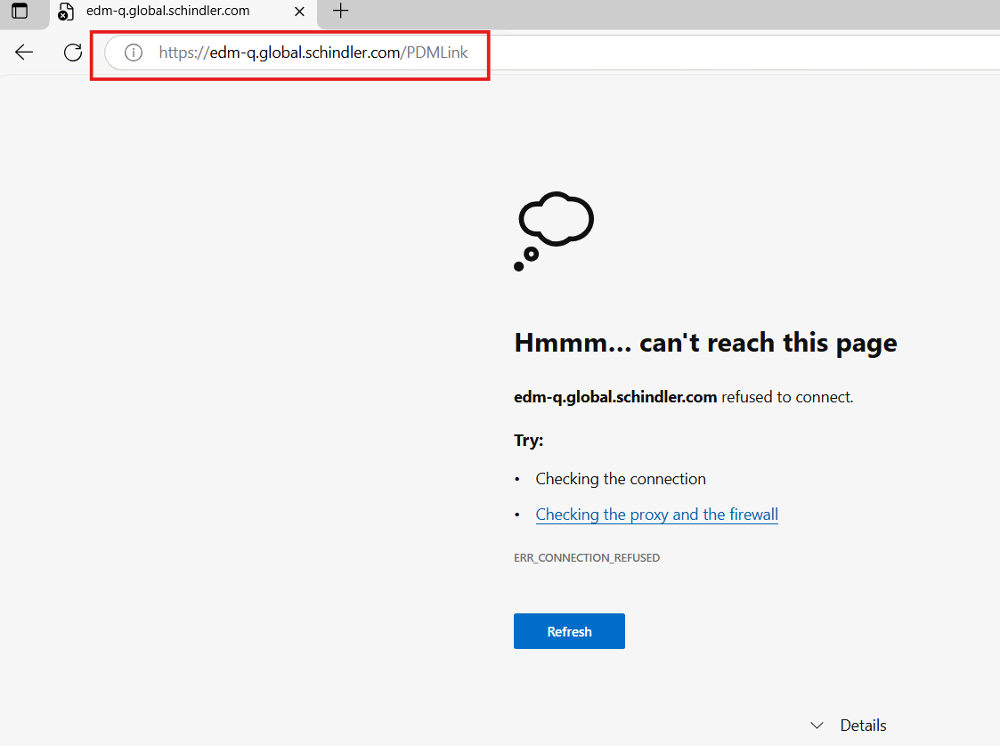 edm-q.global.schindler.com
https://edm-q.global.schindler.com/PDMLink
Hmmm... can't reach this page
edm-q.global.schindler.com refused to connect.
Try:
• Checking the connection
• Checking the proxy and the firewall
ERR_CONNECTION_REFUSED
Refresh
Details